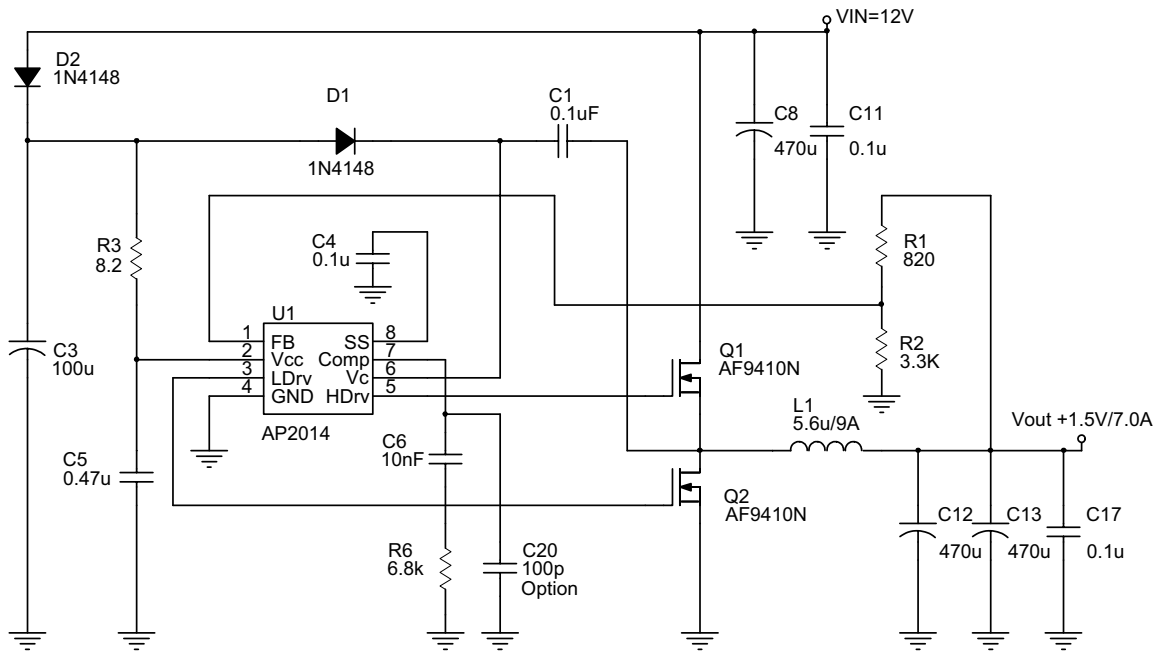 VIN=12V
D2
1N4148
D1
1N4148
C1
0.1uF
C8
470u
C11
0.1u
R3
8.2
C4
0.1u
R1
820
R2
3.3K
U1
1 FB SS 8
2 Vcc Comp 7
3 LDrv Vc 6
4 GND HDrv 5
AP2014
C3
100u
Q1
AF9410N
L1
5.6u/9A
Vout +1.5V/7.0A
C5
0.47u
C6
10nF
Q2
AF9410N
R6
6.8k
C20
100p
Option
C12
470u
C13
470u
C17
0.1u